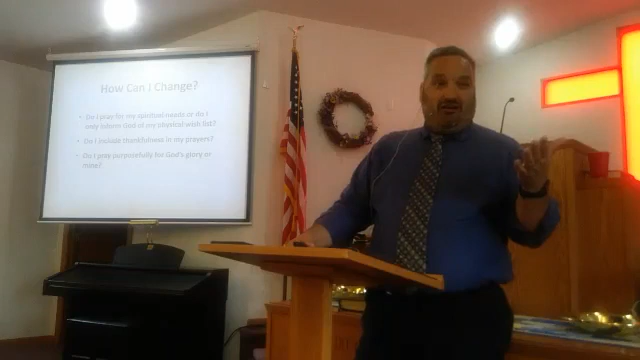 How Can I Change?
• Do I pray for my spiritual needs or do I
only inform God of my physical wish list?
• Do I include thankfulness in my prayers?
• Do I pray purposefully for God's glory or
mine?